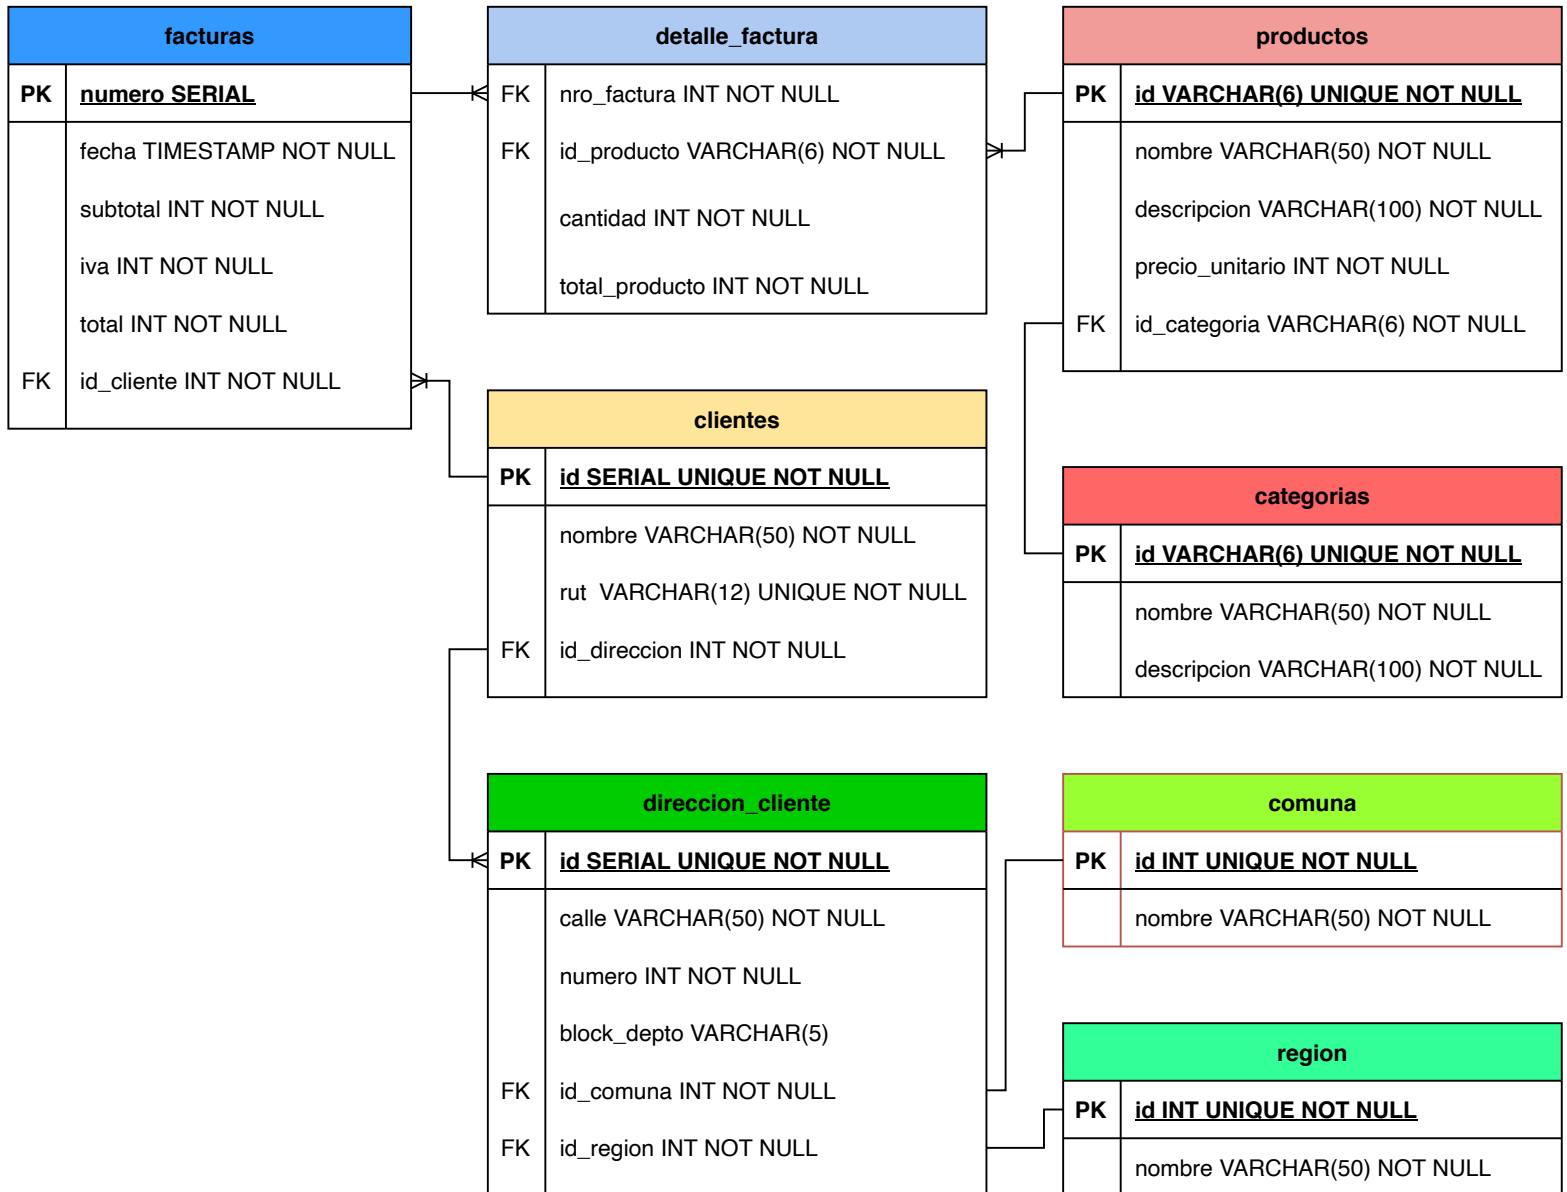 facturas
PK numero SERIAL
fecha TIMESTAMP NOT NULL
subtotal INT NOT NULL
iva INT NOT NULL
total INT NOT NULL
FK id_cliente INT NOT NULL
detalle_factura
FK nro_factura INT NOT NULL
FK id_producto VARCHAR(6) NOT NULL
cantidad INT NOT NULL
total_producto INT NOT NULL
productos
PK id VARCHAR(6) UNIQUE NOT NULL
nombre VARCHAR(50) NOT NULL
descripcion VARCHAR(100) NOT NULL
precio_unitario INT NOT NULL
FK id_categoria VARCHAR(6) NOT NULL
clientes
PK id SERIAL UNIQUE NOT NULL
nombre VARCHAR(50) NOT NULL
rut VARCHAR(12) UNIQUE NOT NULL
FK id_direccion INT NOT NULL
categorias
PK id VARCHAR(6) UNIQUE NOT NULL
nombre VARCHAR(50) NOT NULL
descripcion VARCHAR(100) NOT NULL
direccion_cliente
PK id SERIAL UNIQUE NOT NULL
calle VARCHAR(50) NOT NULL
numero INT NOT NULL
block_depto VARCHAR(5)
FK id_comuna INT NOT NULL
FK id_region INT NOT NULL
comuna
PK id INT UNIQUE NOT NULL
nombre VARCHAR(50) NOT NULL
region
PK id INT UNIQUE NOT NULL
nombre VARCHAR(50) NOT NULL